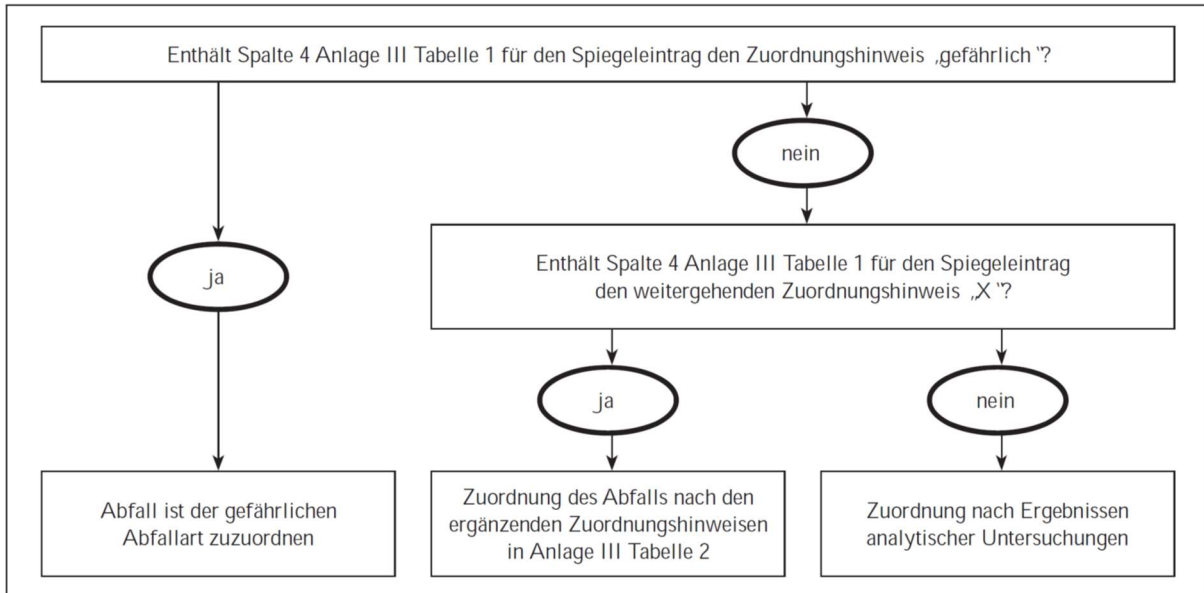 Enthält Spalte 4 Anlage III Tabelle 1 für den Spiegeleintrag den Zuordnungshinweis „gefährlich“?
nein
ja
Enthält Spalte 4 Anlage III Tabelle 1 für den Spiegeleintrag
den weitergehenden Zuordnungshinweis „X“?
ja
nein
Abfall ist der gefährlichen
Abfallart zuzuordnen
Zuordnung des Abfalls nach den
ergänzenden Zuordnungshinweisen
in Anlage III Tabelle 2
Zuordnung nach Ergebnissen
analytischer Untersuchungen